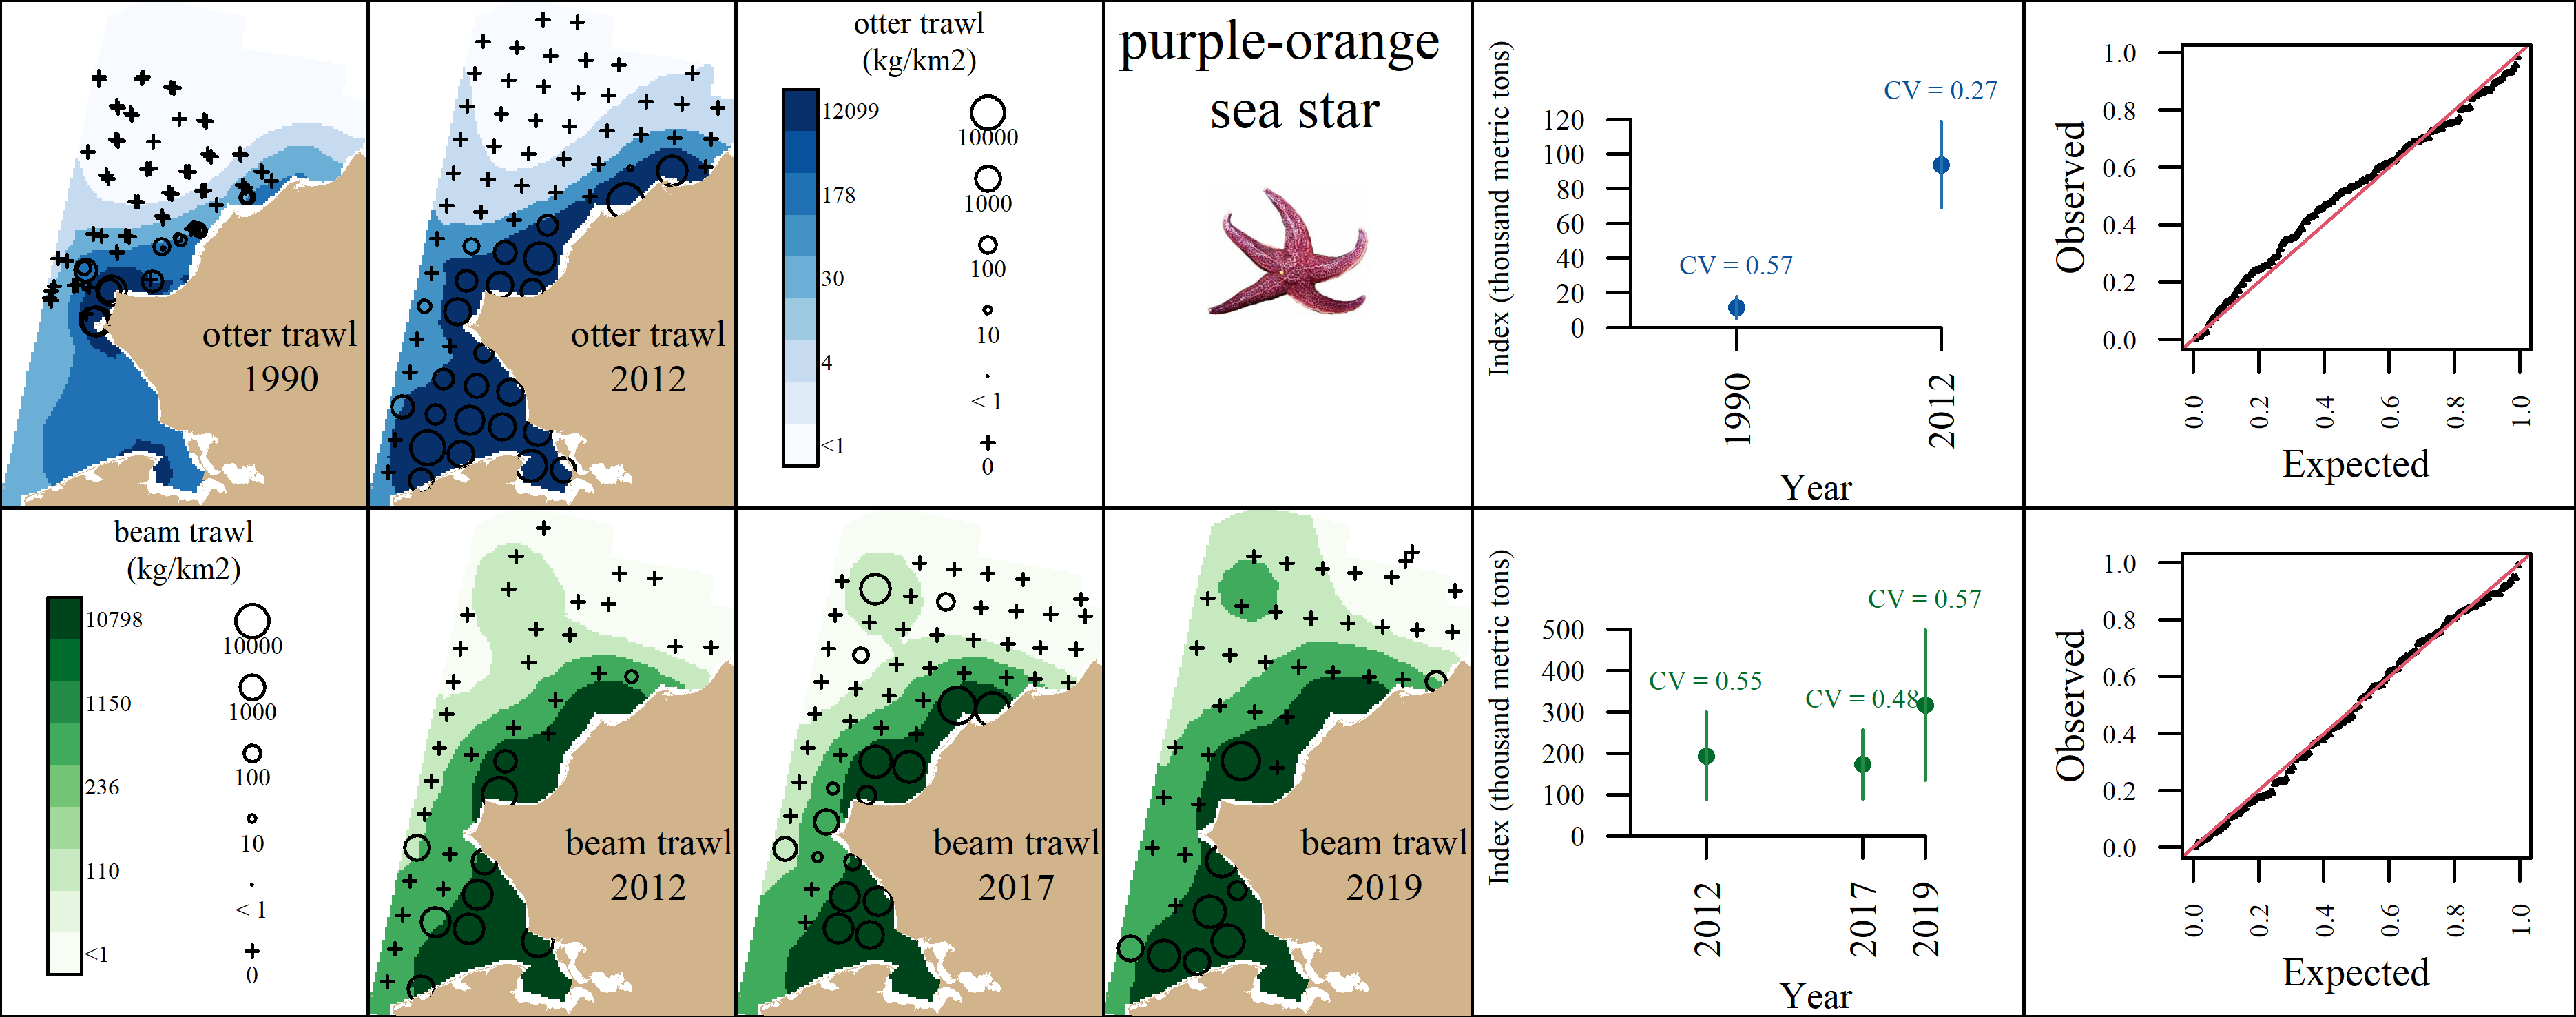 otter trawl
1990
otter trawl
2012
otter trawl
(kg/km2)
12099
178
30
4
<1
10000
1000
100
10
< 1
0
purple-orange
sea star
Index (thousand metric tons)
120
100
80
60
40
20
0
CV = 0.57
CV = 0.27
1990
2012
Year
Observed
1.0
0.8
0.6
0.4
0.2
0.0
0.0
0.2
0.4
0.6
0.8
1.0
Expected
beam trawl
(kg/km2)
10798
1150
236
110
<1
10000
1000
100
10
< 1
0
beam trawl
2012
beam trawl
2017
beam trawl
2019
Index (thousand metric tons)
500
400
300
200
100
0
CV = 0.55
CV = 0.48
CV = 0.57
2012
2017
2019
Year
Observed
1.0
0.8
0.6
0.4
0.2
0.0
0.0
0.2
0.4
0.6
0.8
1.0
Expected